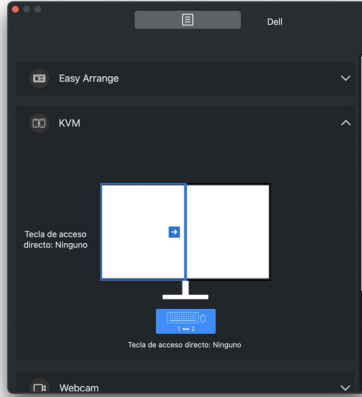 Dell
Easy Arrange
KVM
Tecla de acceso
directo: Ninguno
1 ↔ 2
Tecla de acceso directo: Ninguno
Webcam